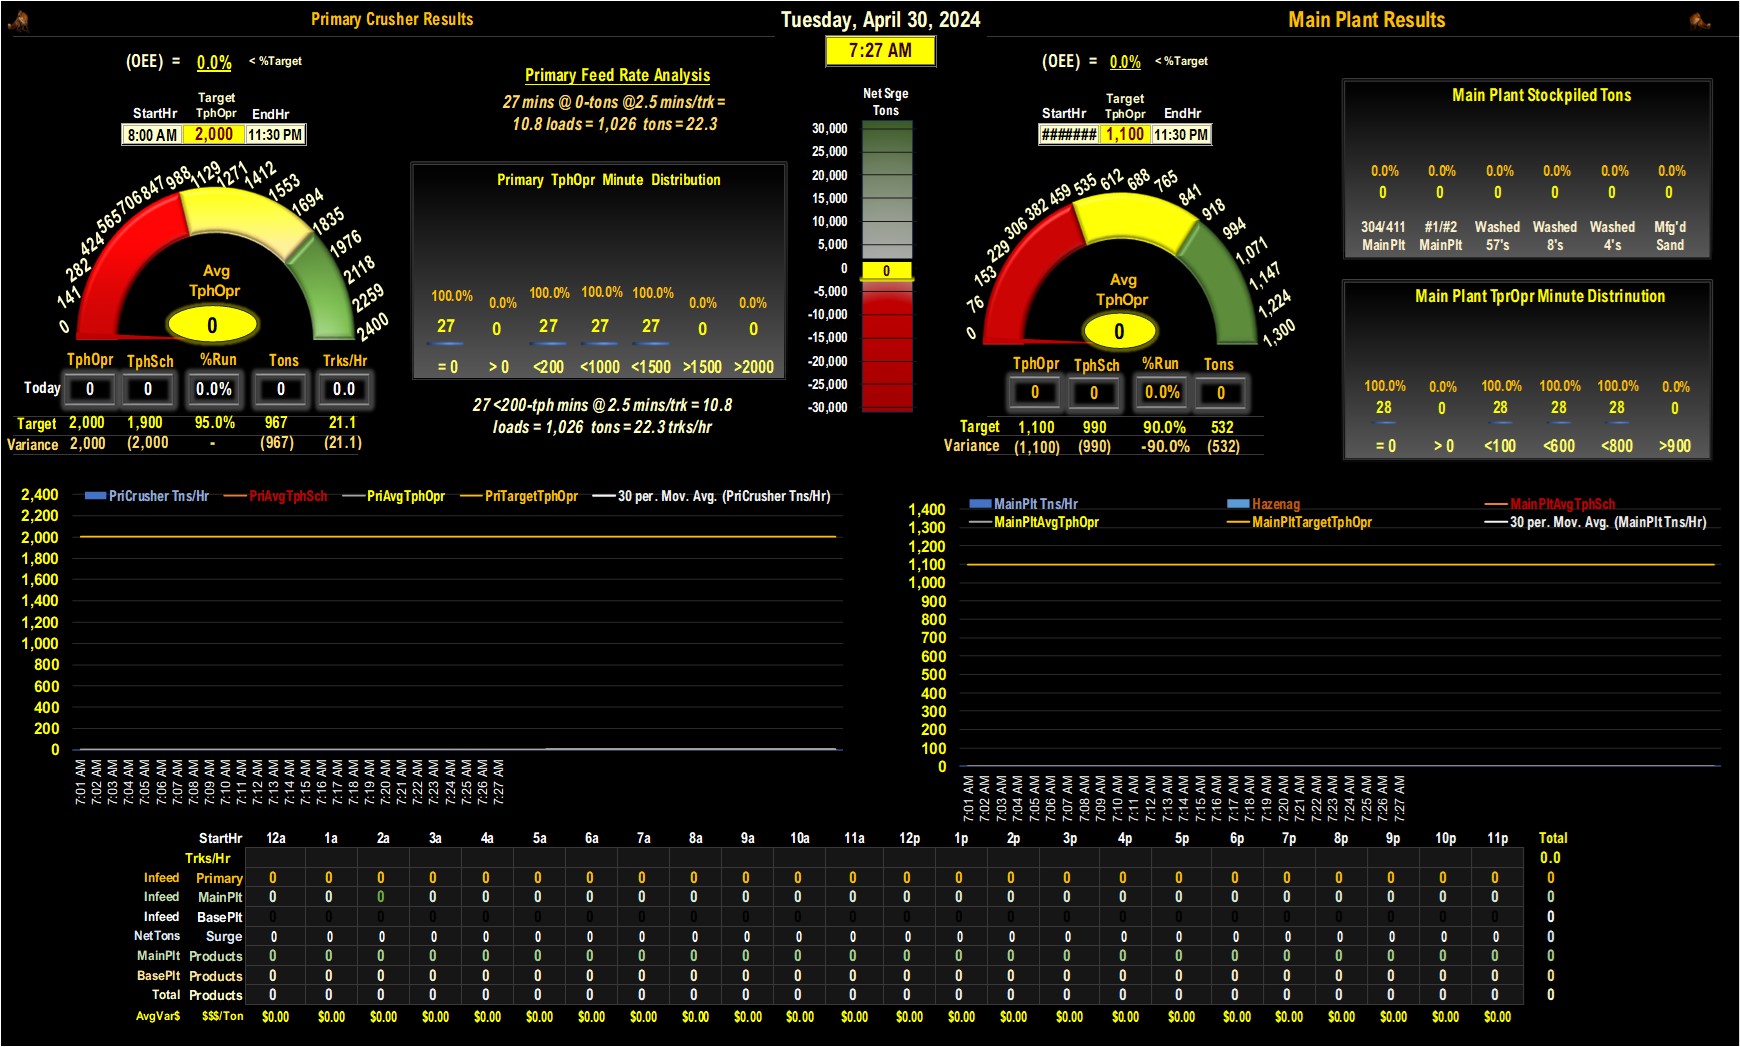 Primary Crusher Results
Tuesday, April 30, 2024
Main Plant Results
7:27 AM
(OEE) = 0.0% < %Target
Target
StartHr TphOpr EndHr
8:00 AM 2,000 11:30 PM
0 141 282 424 565 706 847 988 1129 1271 1412 1553 1694 1835 1976 2118 2259 2400
Avg
TphOpr
0
TphOpr TphSch %Run Tons Trks/Hr
Today 0 0 0.0% 0 0.0
Target 2,000 1,900 95.0% 967 21.1
Variance 2,000 (2,000 - (967) (21.1)
Primary Feed Rate Analysis
27 mins @ 0-tons @2.5 mins/trk =
10.8 loads = 1,026 tons = 22.3
Primary TphOpr Minute Distribution
100.0% 0.0% 100.0% 100.0% 100.0% 0.0% 0.0%
27 0 27 27 27 0 0
= 0 > 0 <200 <1000 <1500 >1500 >2000
27 <200-tph mins @ 2.5 mins/trk = 10.8
loads = 1,026 tons = 22.3 trks/hr
Net Srge
Tons
30,000
25,000
20,000
15,000
10,000
5,000
0
0
-5,000
-10,000
-15,000
-20,000
-25,000
-30,000
(OEE) = 0.0% < %Target
Target
StartHr TphOpr EndHr
####### 1,100 11:30 PM
0 76 153 229 306 382 459 535 612 688 765 841 918 994 1,071 1,147 1,224 1,300
Avg
TphOpr
0
TphOpr TphSch %Run Tons
0 0 0.0% 0
Target 1,100 990 90.0% 532
Variance (1,100) (990) -90.0% (532)
Main Plant Stockpiled Tons
0.0% 0.0% 0.0% 0.0% 0.0% 0.0%
0 0 0 0 0 0
304/411 #1/#2 Washed Washed Washed Mfg'd
MainPlt MainPlt 57's 8's 4's Sand
Main Plant TprOpr Minute Distrinution
100.0% 0.0% 100.0% 100.0% 100.0% 0.0%
28 0 28 28 28 0
= 0 > 0 <100 <600 <800 >900
PriCrusher Tns/Hr PriAvgTphSch PriAvgTphOpr PriTargetTphOpr 30 per. Mov. Avg. (PriCrusher Tns/Hr)
2,400
2,200
2,000
1,800
1,600
1,400
1,200
1,000
800
600
400
200
0
7:01 AM 7:02 AM 7:03 AM 7:04 AM 7:05 AM 7:06 AM 7:07 AM 7:08 AM 7:09 AM 7:10 AM 7:11 AM 7:12 AM 7:13 AM 7:14 AM 7:15 AM 7:16 AM 7:17 AM 7:18 AM 7:19 AM 7:20 AM 7:21 AM 7:22 AM 7:23 AM 7:24 AM 7:25 AM 7:26 AM 7:27 AM
MainPlt Tns/Hr Hazenag MainPltAvgTphSch
MainPltAvgTphOpr MainPltTargetTphOpr 30 per. Mov. Avg. (MainPlt Tns/Hr)
1,400
1,300
1,200
1,100
1,000
900
800
700
600
500
400
300
200
100
0
7:01 AM 7:02 AM 7:03 AM 7:04 AM 7:05 AM 7:06 AM 7:07 AM 7:08 AM 7:09 AM 7:10 AM 7:11 AM 7:12 AM 7:13 AM 7:14 AM 7:15 AM 7:16 AM 7:17 AM 7:18 AM 7:19 AM 7:20 AM 7:21 AM 7:22 AM 7:23 AM 7:24 AM 7:25 AM 7:26 AM 7:27 AM
StartHr 12a 1a 2a 3a 4a 5a 6a 7a 8a 9a 10a 11a 12p 1p 2p 3p 4p 5p 6p 7p 8p 9p 10p 11p Total
Trks/Hr 0.0
Infeed Primary 0 0 0 0 0 0 0 0 0 0 0 0 0 0 0 0 0 0 0 0 0 0 0 0 0
Infeed MainPlt 0 0 0 0 0 0 0 0 0 0 0 0 0 0 0 0 0 0 0 0 0 0 0 0 0
Infeed BasePlt 0 0 0 0 0 0 0 0 0 0 0 0 0 0 0 0 0 0 0 0 0 0 0 0 0
NetTons Surge 0 0 0 0 0 0 0 0 0 0 0 0 0 0 0 0 0 0 0 0 0 0 0 0 0
MainPlt Products 0 0 0 0 0 0 0 0 0 0 0 0 0 0 0 0 0 0 0 0 0 0 0 0 0
BasePlt Products 0 0 0 0 0 0 0 0 0 0 0 0 0 0 0 0 0 0 0 0 0 0 0 0 0
Total Products 0 0 0 0 0 0 0 0 0 0 0 0 0 0 0 0 0 0 0 0 0 0 0 0 0
AvgVar$ $$$/Ton $0.00 $0.00 $0.00 $0.00 $0.00 $0.00 $0.00 $0.00 $0.00 $0.00 $0.00 $0.00 $0.00 $0.00 $0.00 $0.00 $0.00 $0.00 $0.00 $0.00 $0.00 $0.00 $0.00 $0.00